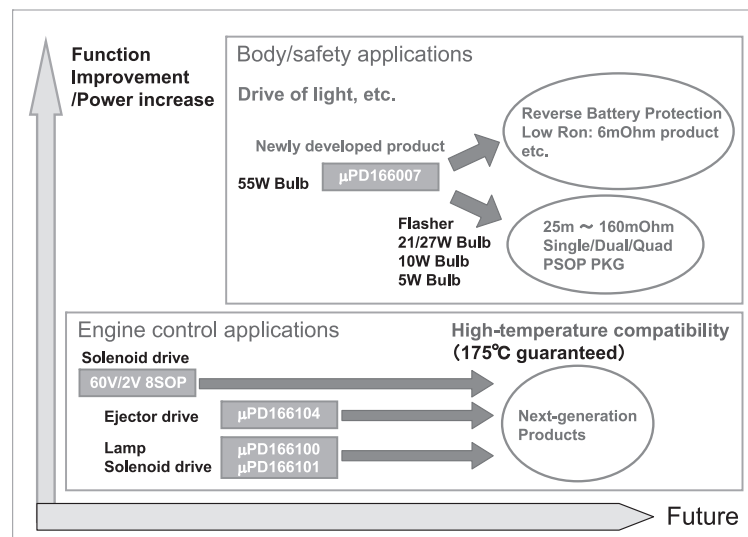 Function
Improvement
/Power increase
Body/safety applications
Drive of light, etc.
Newly developed product
55W Bulb
μPD166007
Reverse Battery Protection
Low Ron: 6mOhm product
etc.
Flasher
21/27W Bulb
10W Bulb
5W Bulb
25m ~ 160mOhm
Single/Dual/Quad
PSOP PKG
Engine control applications
High-temperature compatibility
(175℃ guaranteed)
Solenoid drive
60V/2V 8SOP
Ejector drive
μPD166104
Lamp
Solenoid drive
μPD166100
μPD166101
Next-generation
Products
Future